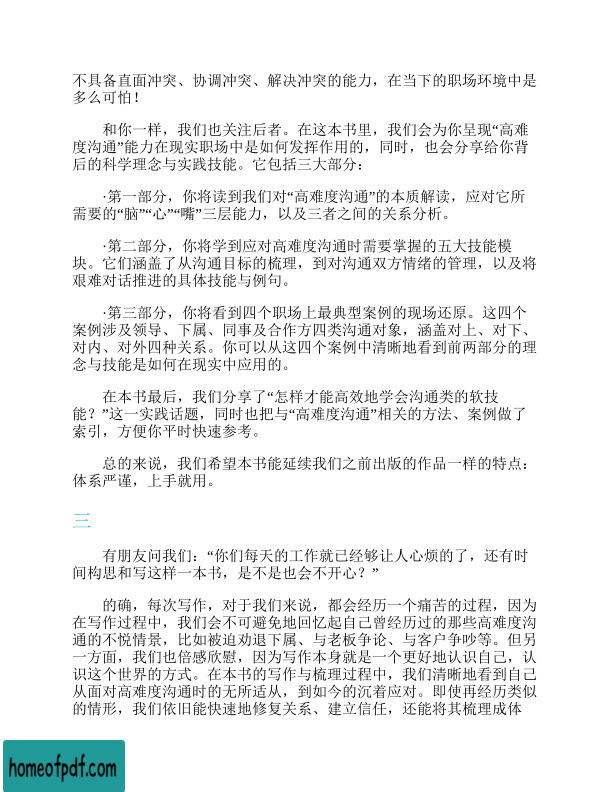 不具备直面冲突、协调冲突、解决冲突的能力，在当下的职场环境中是
多么可怕！
和你一样，我们也关注后者。在这本书里，我们会为你呈现“高难
度沟通”能力在现实职场中是如何发挥作用的，同时，也会分享给你背
后的科学理念与实践技能。它包括三大部分：
·第一部分，你将读到我们对“高难度沟通”的本质解读，应对它所
需要的“脑”“心”“嘴”三层能力，以及三者之间的关系分析。
·第二部分，你将学到应对高难度沟通时需要掌握的五大技能模
块。它们涵盖了从沟通目标的梳理，到对沟通双方情绪的管理，以及将
艰难对话推进的具体技能与例句。
·第三部分，你将看到四个职场上最典型案例的现场还原。这四个
案例涉及领导、下属、同事及合作方四类沟通对象，涵盖对上、对下、
对内、对外四种关系。你可以从这四个案例中清晰地看到前两部分的理
念与技能是如何在现实中应用的。
在本书最后，我们分享了“怎样才能高效地学会沟通类的软技
能？”这一实践话题，同时也把与“高难度沟通”相关的方法、案例做了
索引，方便你平时快速参考。
总的来说，我们希望本书能延续我们之前出版的作品一样的特点：
体系严谨，上手就用。
三
有朋友问我们：“你们每天的工作就已经够让人心烦的了，还有时
间构思和写这样一本书，是不是也会不开心？”
的确，每次写作，对于我们来说，都会经历一个痛苦的过程，因为
在写作过程中，我们会不可避免地回忆起自己曾经历过的那些高难度沟
通的不悦情景，比如被迫劝退下属、与老板争论、与客户争吵等。但另
一方面，我们也倍感欣慰，因为写作本身就是一个更好地认识自己，认
识这个世界的方式。在本书的写作与梳理过程中，我们清晰地看到自己
从面对高难度沟通时的无所适从，到如今的沉着应对。即使再经历类似
的情形，我们依旧能快速地修复关系、建立信任，还能将其梳理成体
homeofpdf.com